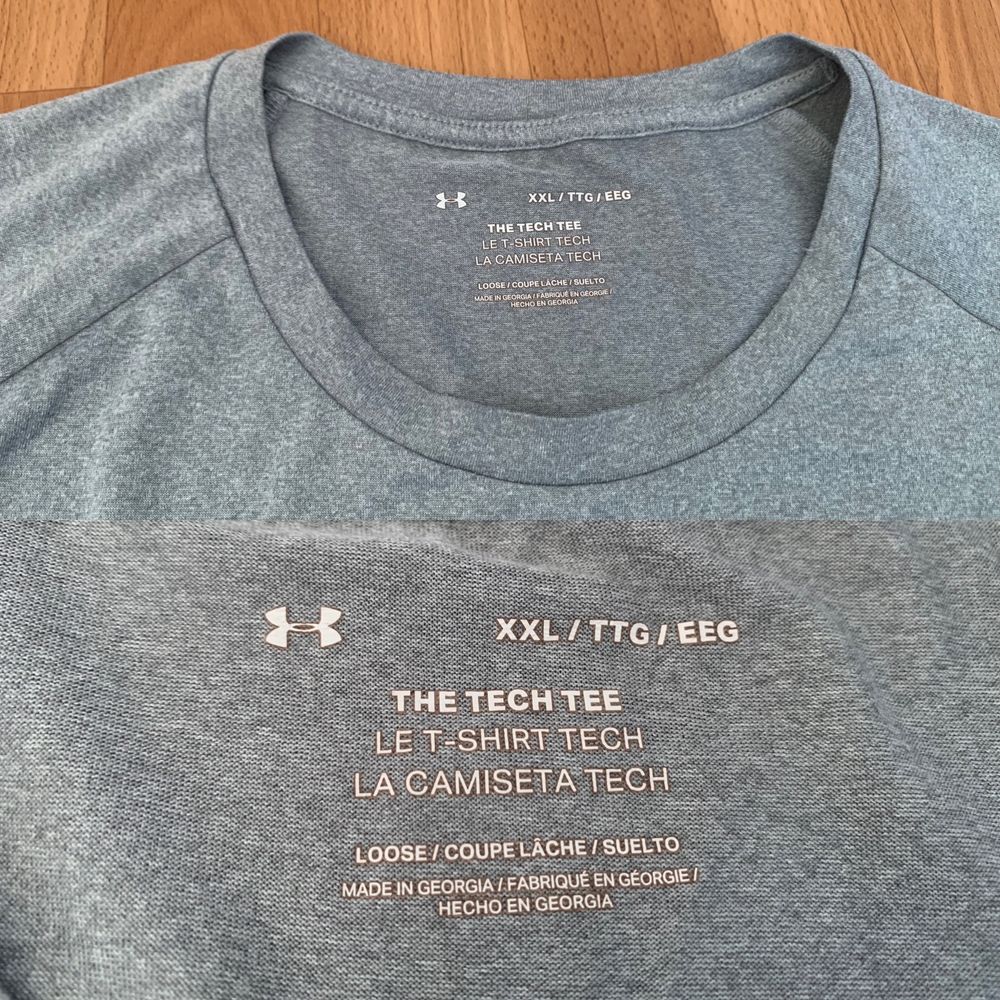 XXL / TTG / EEG
THE TECH TEE
LE T-SHIRT TECH
LA CAMISETA TECH
LOOSE / COUPE LÂCHE / SUELTO
MADE IN GEORGIA / FABRIQUÉ EN GÉORGIE /
HECHO EN GEORGIA
XXL / TTG / EEG
THE TECH TEE
LE T-SHIRT TECH
LA CAMISETA TECH
LOOSE / COUPE LÂCHE / SUELTO
MADE IN GEORGIA / FABRIQUÉ EN GÉORGIE /
HECHO EN GEORGIA